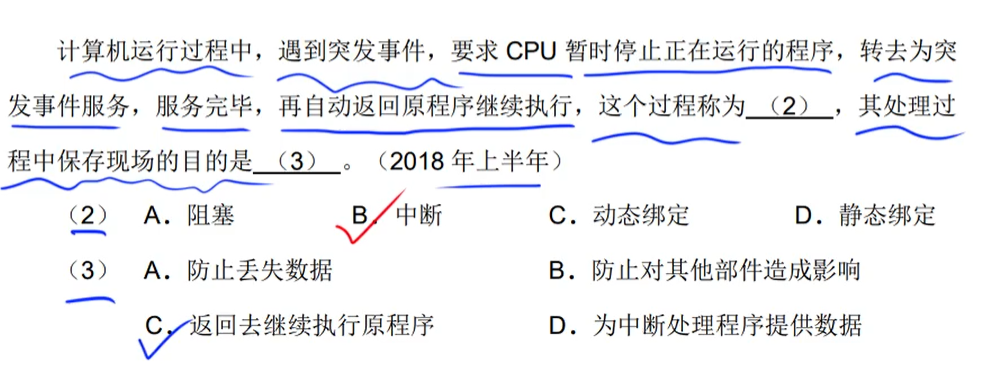 计算机运行过程中，遇到突发事件，要求 CPU 暂时停止正在运行的程序，转去为突
发事件服务，服务完毕，再自动返回原程序继续执行，这个过程称为 （2） ，其处理过
程中保存现场的目的是 （3） 。（2018 年上半年）
（2） A．阻塞 B．中断 C．动态绑定 D．静态绑定
（3） A．防止丢失数据 B．防止对其他部件造成影响
C．返回去继续执行原程序 D．为中断处理程序提供数据